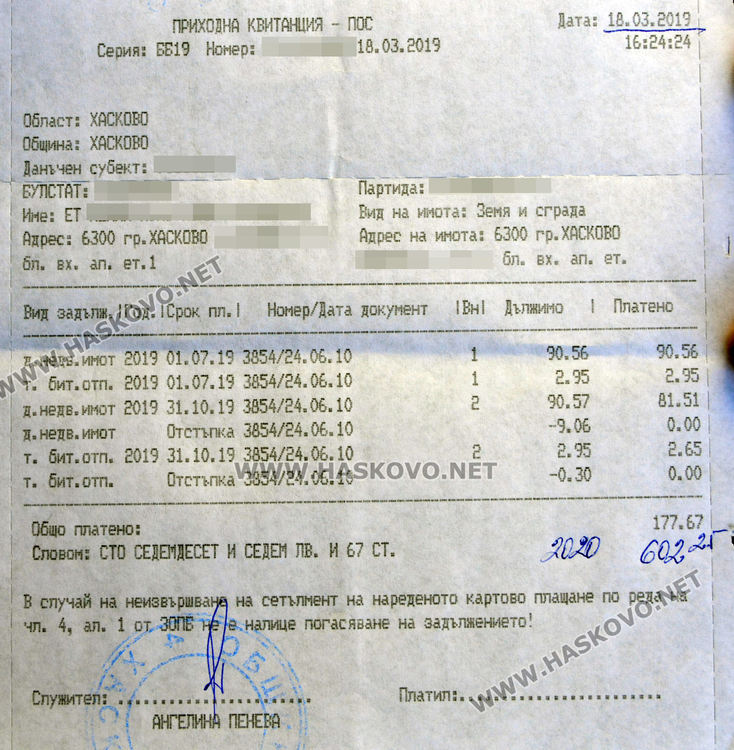 ПРИХОДНА КВИТАНЦИЯ - ПОС
Дата: 18.03.2019
Серия: ББ19 Номер: 18.03.2019
16:24:24
Област: ХАСКОВО
Община: ХАСКОВО
Данъчен субект:
БУЛСТАТ:
Партида:
Име: ЕТ
Вид на имота: Земя и сграда
Адрес: 6300 гр.ХАСКОВО
Адрес на имота: 6300 гр.ХАСКОВО
бл. вх. ап. ет.1
бл. вх. ап. ет.
Вид задълж.|Год.|Срок пл.| Номер/Дата документ |Вн| Дължимо | Платено
д.недв.имот 2019 01.07.19 3854/24.06.10 1 90.56 90.56
т. бит.отп. 2019 01.07.19 3854/24.06.10 1 2.95 2.95
д.недв.имот 2019 31.10.19 3854/24.06.10 2 90.57 81.51
д.недв.имот Отстъпка 3854/24.06.10 -9.06 0.00
т. бит.отп. 2019 31.10.19 3854/24.06.10 2 2.95 2.65
т. бит.отп. Отстъпка 3854/24.06.10 -0.30 0.00
Общо платено: 177.67
Словом: СТО СЕДЕМДЕСЕТ И СЕДЕМ ЛВ. И 67 СТ.
2020 602 25
В случай на неизвършване на сетълмент на нареденото картово плащане по реда на
чл. 4, ал. 1 от ЗОПБ не е налице погасяване на задължението!
Служител:
Платил:
АНГЕЛИНА ПЕНЕВА
WWW.HASKOVO.NET
WWW.HASKOVO.NET
WWW.HASKOVO.NET